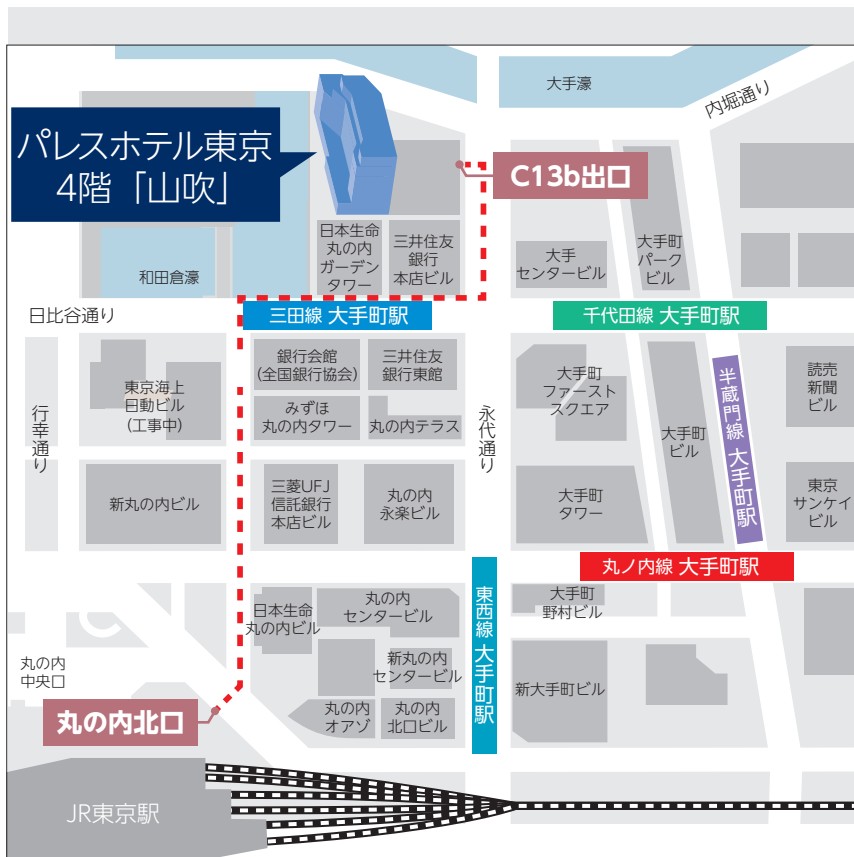 大手濠
内堀通り
パレスホテル東京
4階「山吹」
C13b出口
日本生命
丸の内
ガーデン
タワー
三井住友
銀行
本店ビル
大手
センタービル
大手町
パーク
ビル
和田倉濠
日比谷通り
三田線 大手町駅
千代田線 大手町駅
行幸通り
東京海上
日動ビル
(工事中)
銀行会館
(全国銀行協会)
三井住友
銀行東館
みずほ
丸の内タワー
丸の内テラス
永代通り
大手町
ファースト
スクエア
大手町
ビル
半蔵門線 大手町駅
読売
新聞
ビル
新丸の内ビル
三菱UFJ
信託銀行
本店ビル
丸の内
永楽ビル
大手町
タワー
東京
サンケイ
ビル
丸ノ内線 大手町駅
東西線 大手町駅
日本生命
丸の内ビル
丸の内
センタービル
大手町
野村ビル
丸の内
中央口
新丸の内
センタービル
新大手町ビル
丸の内北口
丸の内
オアゾ
丸の内
北口ビル
JR東京駅